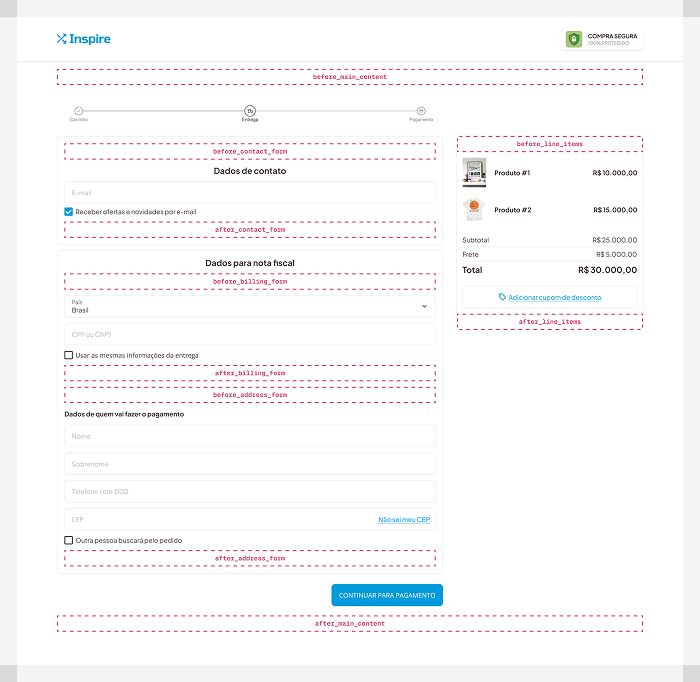 Inspire
COMPRA SEGURA
100% PROTEGIDO
before_main_content
Carrinho
Entrega
Pagamento
before_contact_form
Dados de contato
E-mail
Receber ofertas e novidades por e-mail
after_contact_form
Dados para nota fiscal
before_billing_form
País
Brasil
CPF ou CNPJ
Usar as mesmas informações da entrega
after_billing_form
before_address_form
Dados de quem vai fazer o pagamento
Nome
Sobrenome
Telefone com DDD
CEP
Não sei meu CEP
Outra pessoa buscará pelo pedido
after_address_form
CONTINUAR PARA PAGAMENTO
before_line_items
Produto #1 R$ 10.000,00
Produto #2 R$ 15.000,00
Subtotal R$ 25.000,00
Frete R$ 5.000,00
Total R$ 30.000,00
Adicionar cupom de desconto
after_line_items
after_main_content